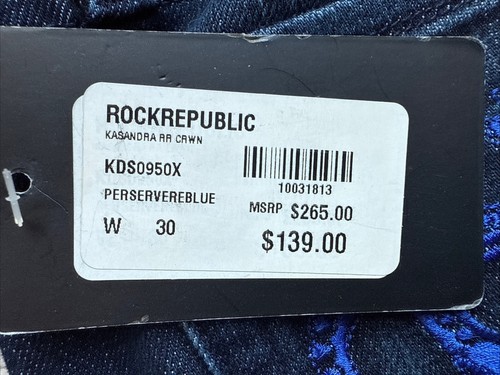 ROCKREPUBLIC
KASANDRA RR CRWN
KDS0950X
10031813
PERSERVEREBLUE
MSRP $265.00
W 30
$139.00